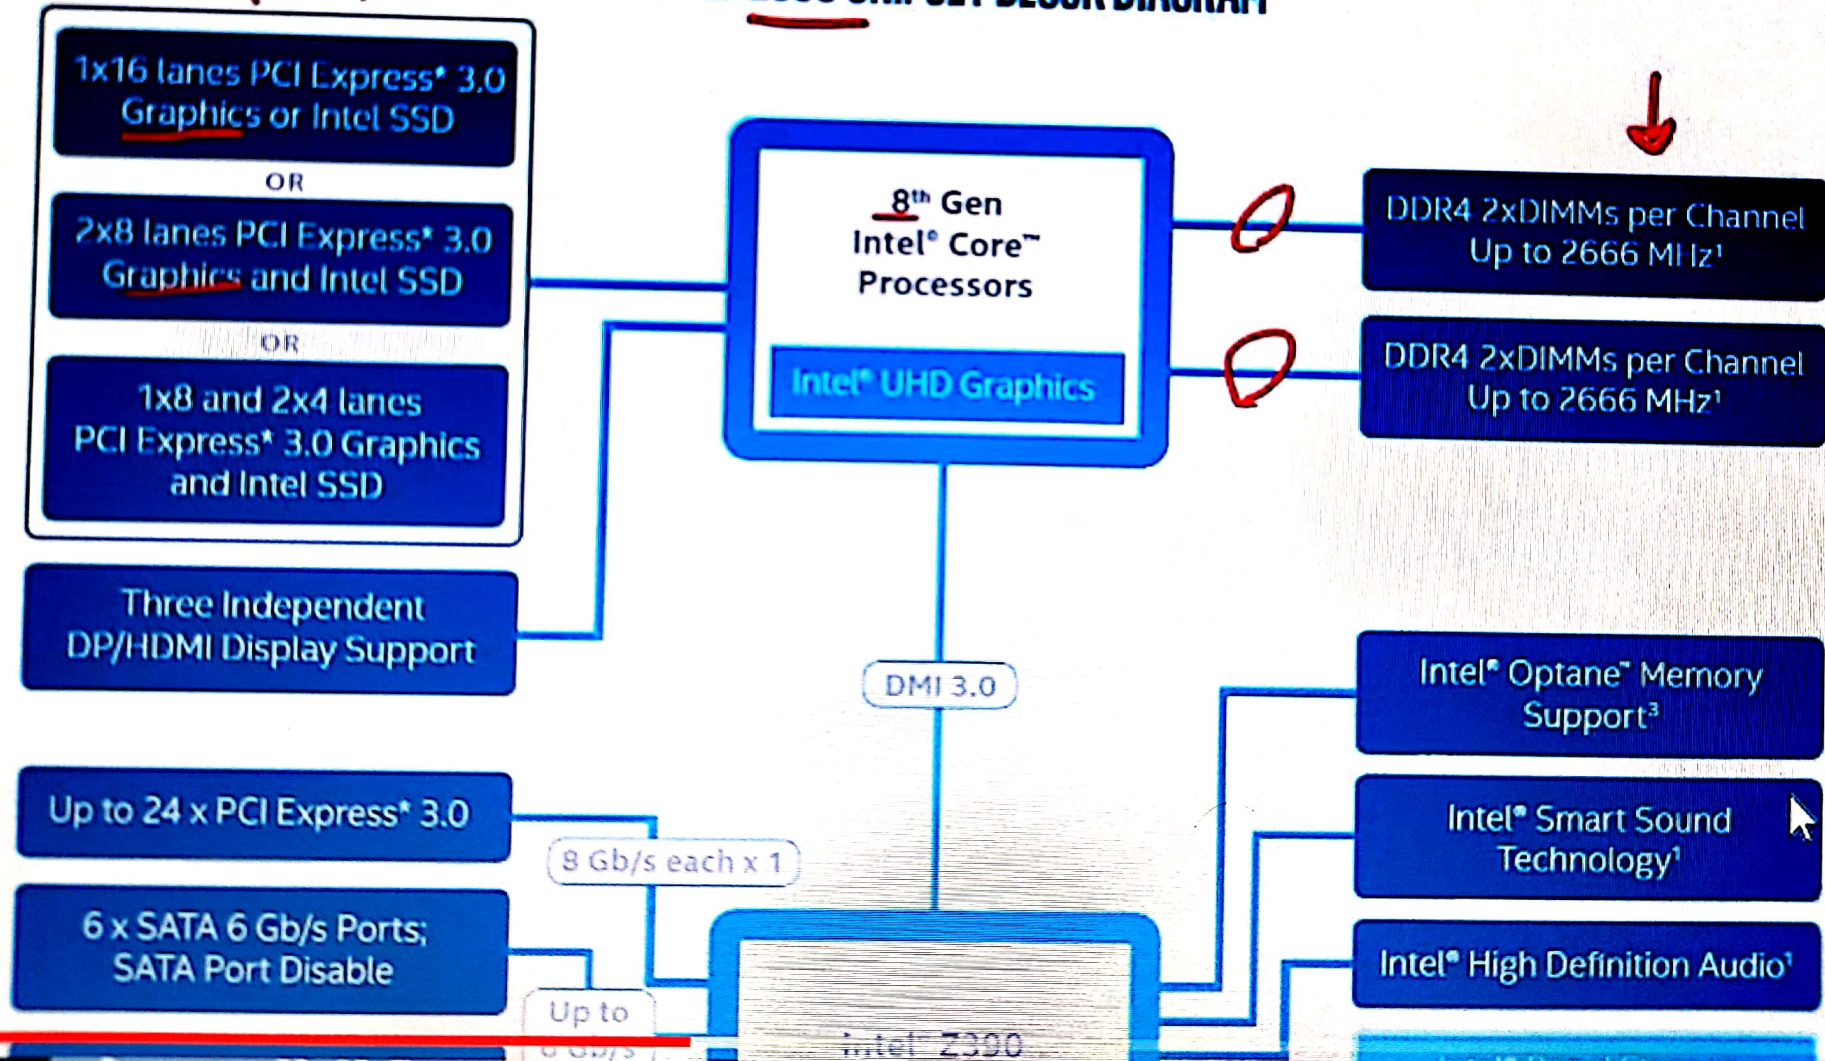 BLOCK DIAGRAM
1x16 lanes PCI Express* 3.0
Graphics or Intel SSD
OR
2x8 lanes PCI Express* 3.0
Graphics and Intel SSD
OR
1x8 and 2x4 lanes
PCI Express* 3.0 Graphics
and Intel SSD
Three Independent
DP/HDMI Display Support
8th Gen
Intel® Core™
Processors
Intel® UHD Graphics
DDR4 2xDIMMs per Channel
Up to 2666 MHz¹
DDR4 2xDIMMs per Channel
Up to 2666 MHz¹
DMI 3.0
Up to 24 x PCI Express* 3.0
8 Gb/s each x 1
6 x SATA 6 Gb/s Ports;
SATA Port Disable
Up to
6 Gb/s
intel® Z390
Intel® Optane™ Memory
Support³
Intel® Smart Sound
Technology¹
Intel® High Definition Audio¹